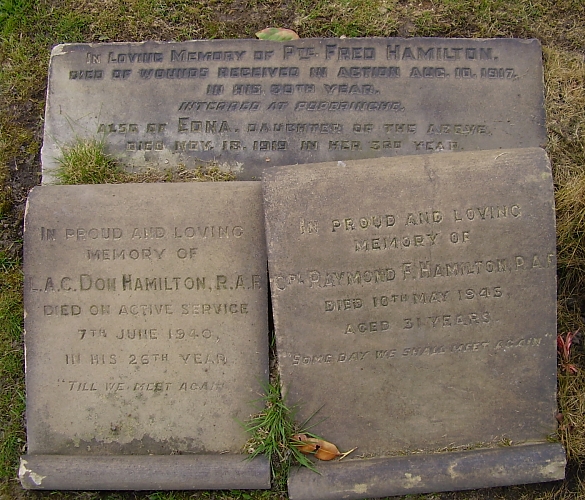 In Loving Memory of Pte. Fred Hamilton,
died of wounds received in action Aug. 10. 1917.
in his 30th year.
interred at Poperinghe.
Also of Edna, daughter of the above
died Nov. 13. 1919 in her 3rd year
In proud and loving
memory of
L.A.C. Don Hamilton, R.A.F.
died on active service
7th June 1940,
in his 26th year
"Till we meet again"
In proud and loving
memory of
Cpl Raymond F. Hamilton, R.A.F.
Died 10th May 1943,
aged 31 years
"Some day we shall meet again"